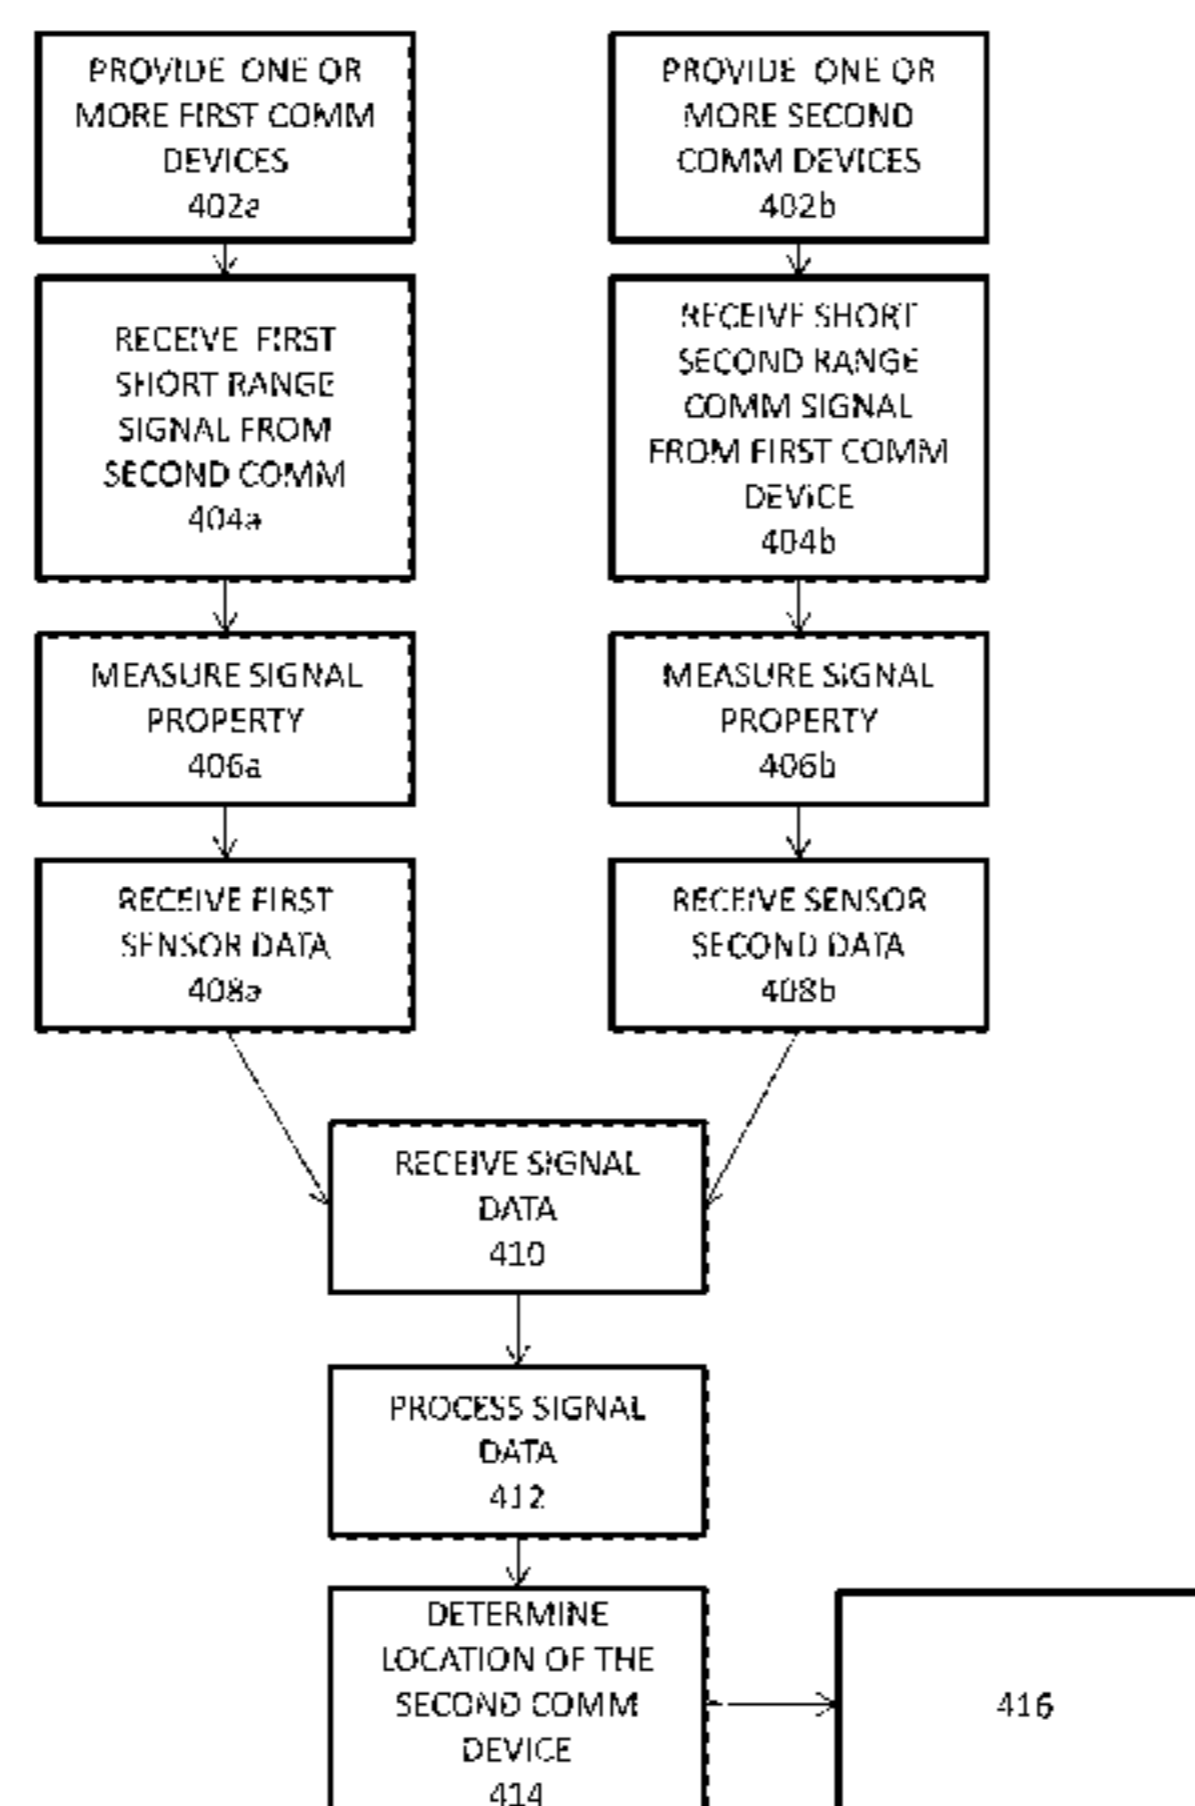 PROVIDE ONE OR
MORE FIRST COMM
DEVICES
402a
RECEIVE FIRST
SHORT RANGE
SIGNAL FROM
SECOND COMM
404a
MEASURE SIGNAL
PROPERTY
406a
RECEIVE FIRST
SENSOR DATA
408a
PROVIDE ONE OR
MORE SECOND
COMM DEVICES
402b
RECEIVE SHORT
SECOND RANGE
COMM SIGNAL
FROM FIRST COMM
DEVICE
404b
MEASURE SIGNAL
PROPERTY
406b
RECEIVE SENSOR
SECOND DATA
408b
RECEIVE SIGNAL
DATA
410
PROCESS SIGNAL
DATA
412
DETERMINE
LOCATION OF THE
SECOND COMM
DEVICE
414
416